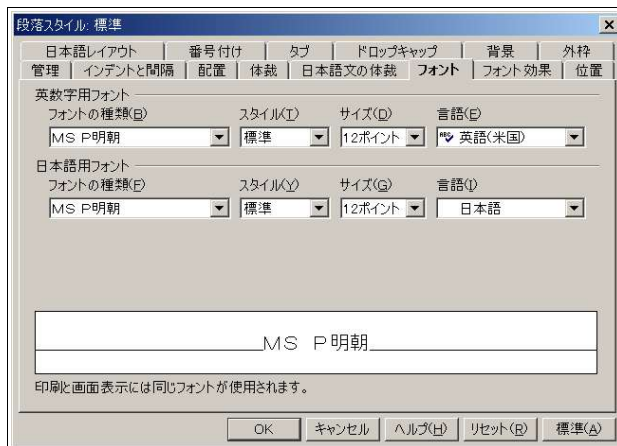 段落スタイル: 標準
日本語レイアウト 番号付け タブ ドロップキャップ 背景 外枠
管理 インデントと間隔 配置 体裁 日本語文の体裁 フォント フォント効果 位置
英数字用フォント
フォントの種類(B) スタイル(T) サイズ(D) 言語(E)
MS P明朝 標準 12ポイント 英語(米国)
日本語用フォント
フォントの種類(F) スタイル(Y) サイズ(G) 言語(I)
MS P明朝 標準 12ポイント 日本語
MS P明朝
印刷と画面表示には同じフォントが使用されます。
OK キャンセル ヘルプ(H) リセット(R) 標準(A)